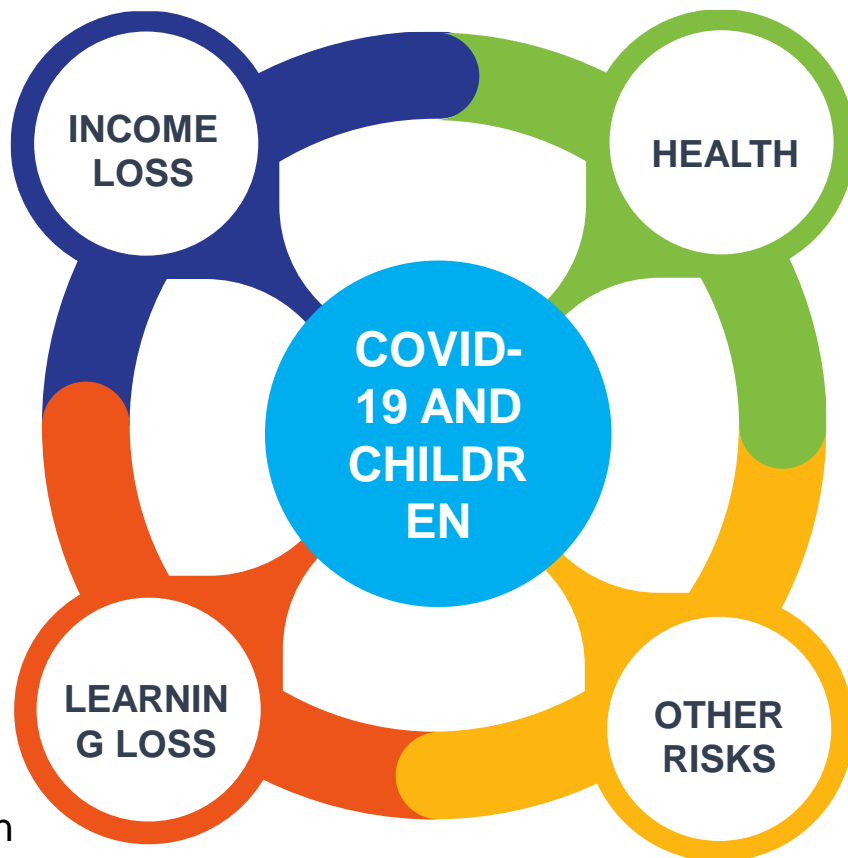 INCOME
LOSS
HEALTH
COVID-
19 AND
CHILDR
EN
LEARNIN
G LOSS
OTHER
RISKS